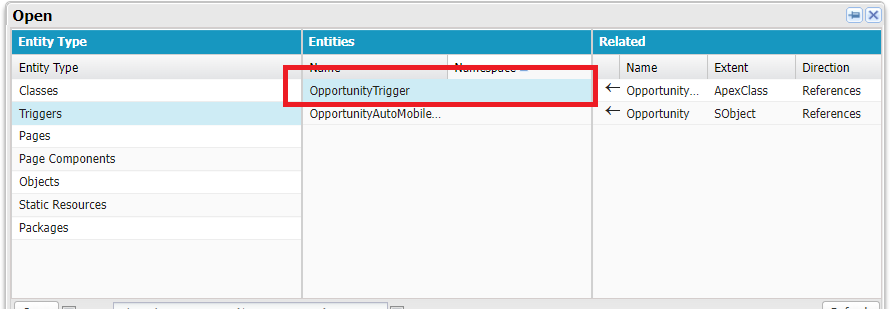 Open
Entity Type Entities Related
Entity Type Name Namespace Name Extent Direction
Classes OpportunityTrigger ← Opportunity... ApexClass References
Triggers OpportunityAutoMobile... ← Opportunity SObject References
Pages
Page Components
Objects
Static Resources
Packages